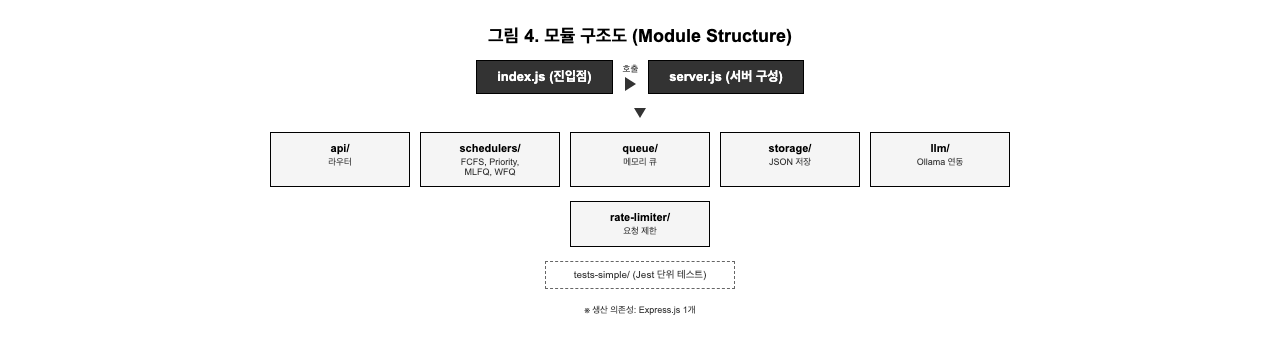 그림 4. 모듈 구조도 (Module Structure)
index.js (진입점)
호출
server.js (서버 구성)
api/
라우터
schedulers/
FCFS, Priority,
MLFQ, WFQ
queue/
메모리 큐
storage/
JSON 저장
llm/
Ollama 연동
rate-limiter/
요청 제한
tests-simple/ (Jest 단위 테스트)
※ 생산 의존성: Express.js 1개